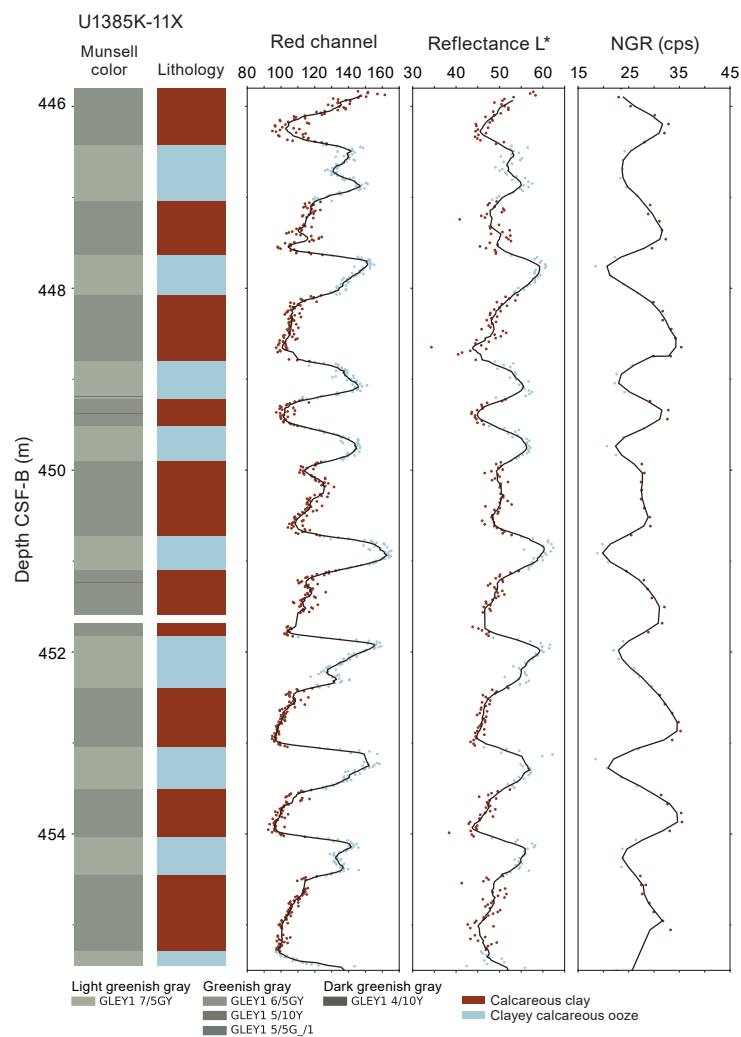 U1385K-11X
Munsell
color
Lithology
Red channel
Reflectance L*
NGR (cps)
80 100 120 140 160
30 40 50 60
15 25 35 45
446
448
450
452
454
Depth CSF-B (m)
Light greenish gray
GLEY1 7/5GY
Greenish gray
GLEY1 6/5GY
GLEY1 5/10Y
GLEY1 5/5G_/1
Dark greenish gray
GLEY1 4/10Y
Calcareous clay
Clayey calcareous ooze